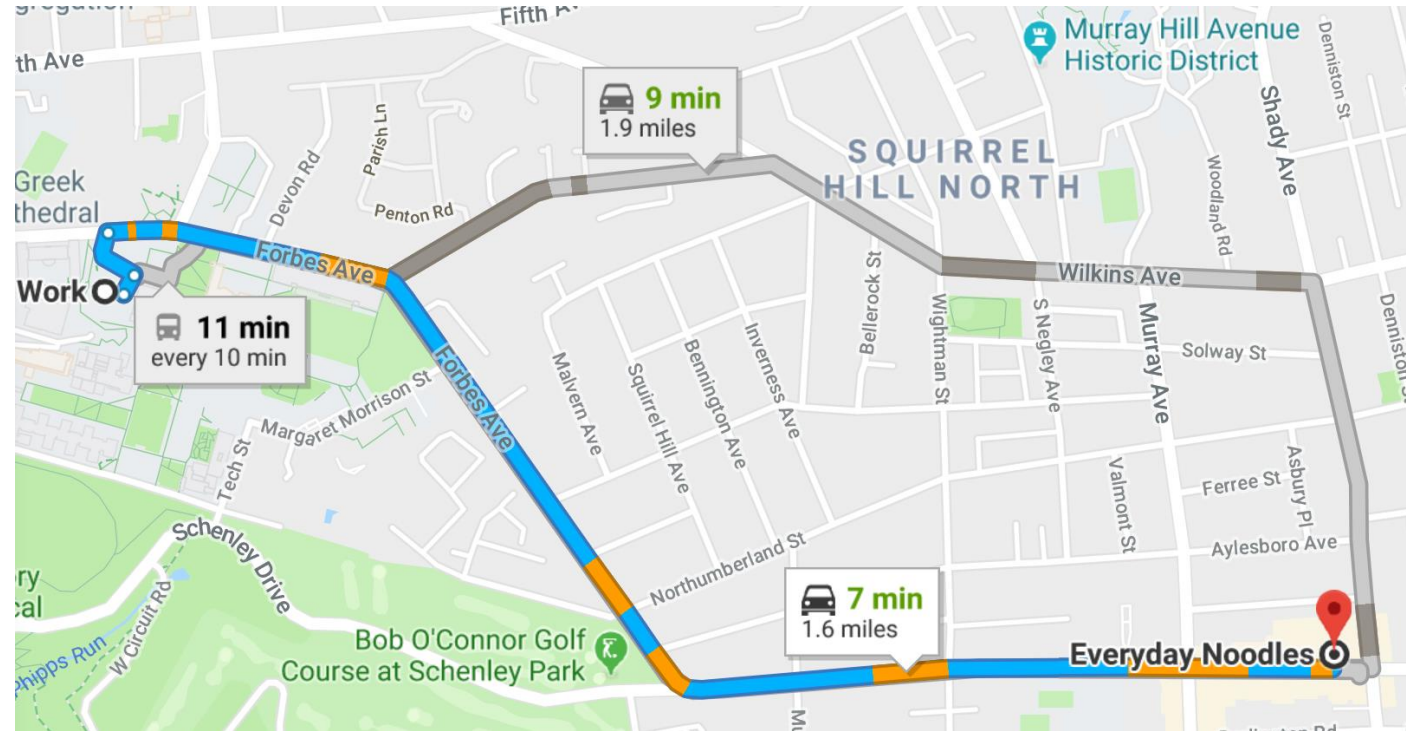 Fifth Av
th Ave
Murray Hill Avenue
Historic District
Denniston St
Shady Ave
9 min
1.9 miles
Parish Ln
SQUIRREL
HILL NORTH
Greek
thedral
Devon Rd
Penton Rd
Woodland Rd
Forbes Ave
Work
Wilkins Ave
11 min
every 10 min
Bellerock St
Wightman St
S Negley Ave
Murray Ave
Denniston St
Solway St
Forbes Ave
Malvern Ave
Squirrel Hill Ave
Bennington Ave
Inverness Ave
Margaret Morrison St
Tech St
Valmont St
Ferree St
Asbury Pl
Schenley Drive
Aylesboro Ave
Northumberland St
ry
cal
W Circuit Rd
Phipps Run
7 min
1.6 miles
Bob O'Connor Golf
Course at Schenley Park
Everyday Noodles